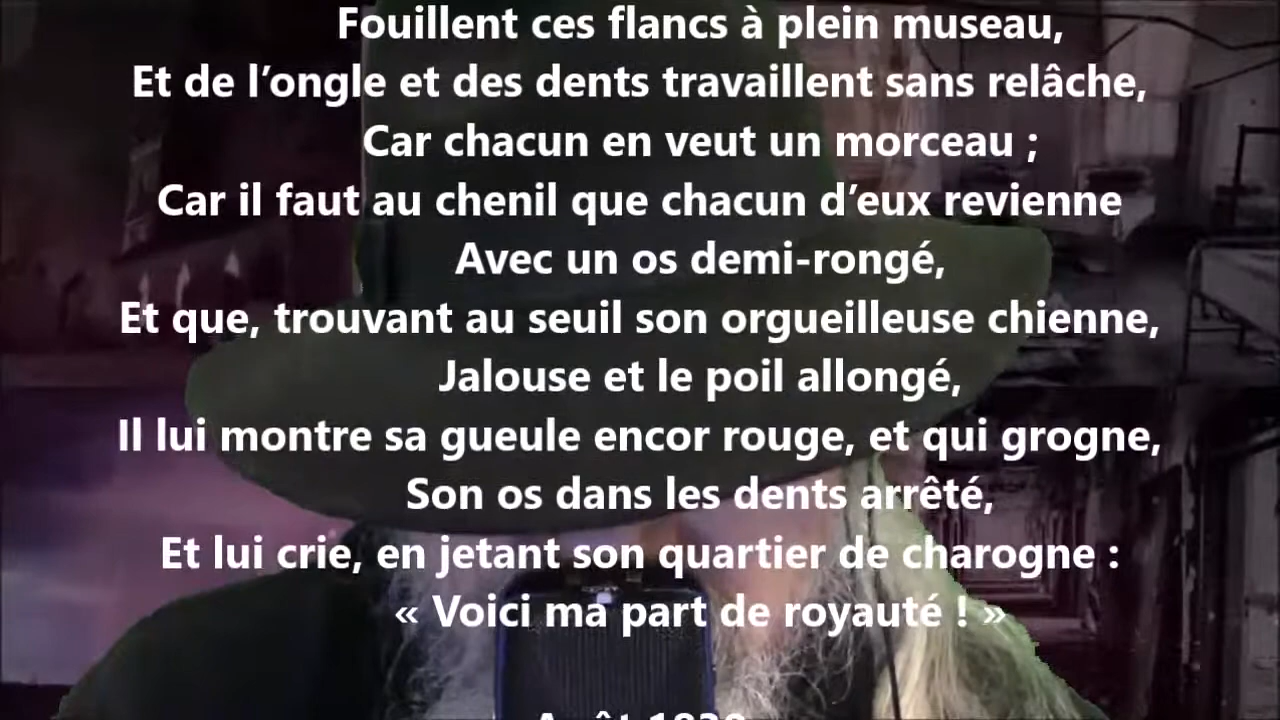 Fouillent ces flancs à plein museau,
Et de l’ongle et des dents travaillent sans relâche,
Car chacun en veut un morceau ;
Car il faut au chenil que chacun d’eux revienne
Avec un os demi-rongé,
Et que, trouvant au seuil son orgueilleuse chienne,
Jalouse et le poil allongé,
Il lui montre sa gueule encor rouge, et qui grogne,
Son os dans les dents arrêté,
Et lui crie, en jetant son quartier de charogne :
« Voici ma part de royauté ! »